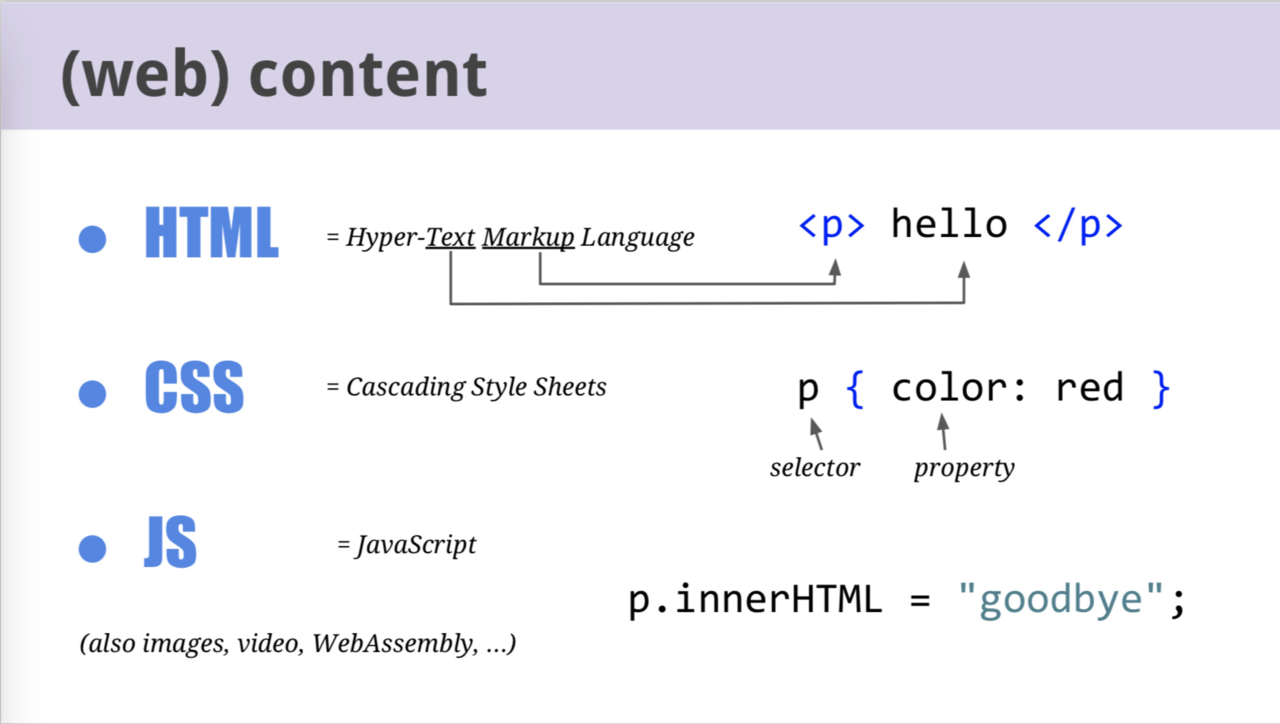 (web) content
HTML = Hyper-Text Markup Language <p> hello </p>
CSS = Cascading Style Sheets p { color: red }
selector property
JS = JavaScript
p.innerHTML = "goodbye";
(also images, video, WebAssembly, ...)